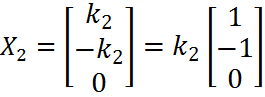 X₂ = [k₂ −k₂ 0] = k₂ [1 −1 0]